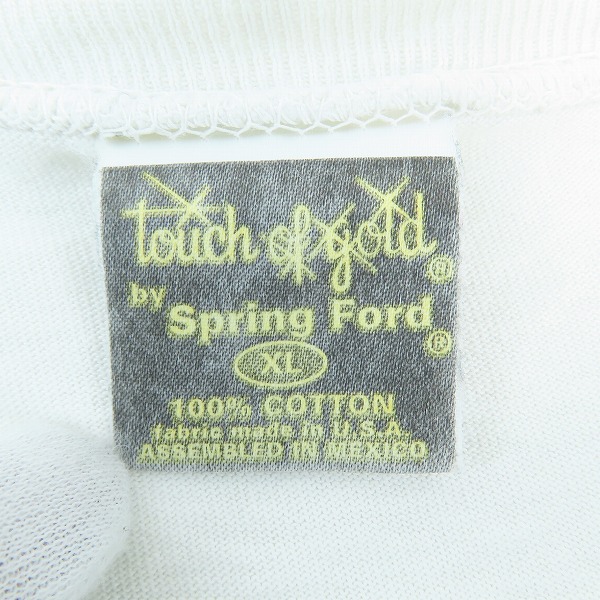 touch of gold®
by
Spring Ford®
XL
100% COTTON
fabric made in U.S.A.
ASSEMBLED IN MEXICO